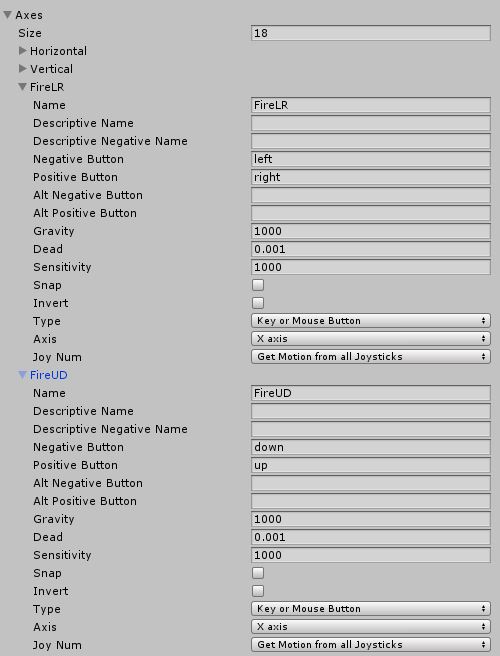 Axes
Size 18
Horizontal
Vertical
FireLR
Name FireLR
Descriptive Name
Descriptive Negative Name
Negative Button left
Positive Button right
Alt Negative Button
Alt Positive Button
Gravity 1000
Dead 0.001
Sensitivity 1000
Snap
Invert
Type Key or Mouse Button
Axis X axis
Joy Num Get Motion from all Joysticks
FireUD
Name FireUD
Descriptive Name
Descriptive Negative Name
Negative Button down
Positive Button up
Alt Negative Button
Alt Positive Button
Gravity 1000
Dead 0.001
Sensitivity 1000
Snap
Invert
Type Key or Mouse Button
Axis X axis
Joy Num Get Motion from all Joysticks